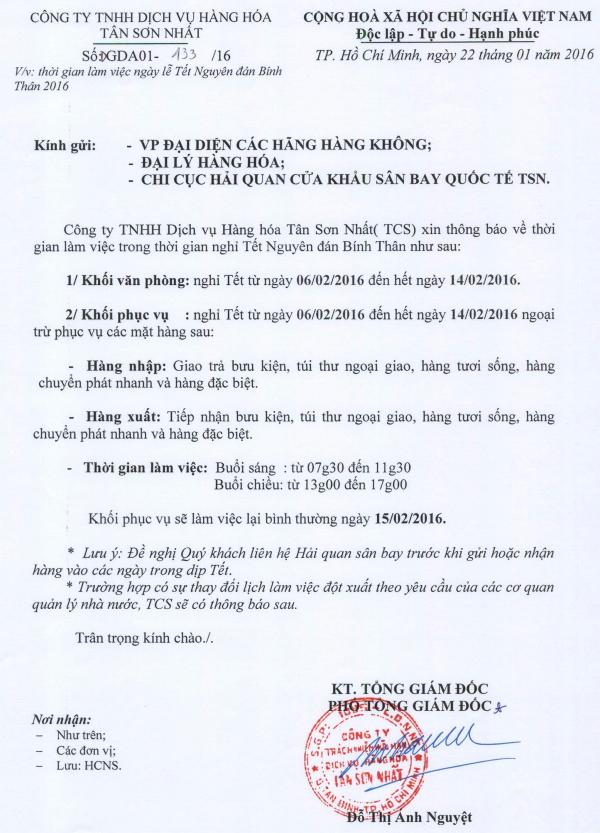 CÔNG TY TNHH DỊCH VỤ HÀNG HÓA
TÂN SƠN NHẤT
CỘNG HOÀ XÃ HỘI CHỦ NGHĨA VIỆT NAM
Độc lập - Tự do - Hạnh phúc
Số: GDA01- 133 /16
TP. Hồ Chí Minh, ngày 22 tháng 01 năm 2016
V/v: thời gian làm việc ngày lễ Tết Nguyên đán Bính
Thân 2016
Kính gửi: - VP ĐẠI DIỆN CÁC HÃNG HÀNG KHÔNG;
- ĐẠI LÝ HÀNG HÓA;
- CHI CỤC HẢI QUAN CỬA KHẨU SÂN BAY QUỐC TẾ TSN.
Công ty TNHH Dịch vụ Hàng hóa Tân Sơn Nhất( TCS) xin thông báo về thời
gian làm việc trong thời gian nghỉ Tết Nguyên đán Bính Thân như sau:
1/ Khối văn phòng: nghỉ Tết từ ngày 06/02/2016 đến hết ngày 14/02/2016.
2/ Khối phục vụ : nghỉ Tết từ ngày 06/02/2016 đến hết ngày 14/02/2016 ngoại
trừ phục vụ các mặt hàng sau:
- Hàng nhập: Giao trả bưu kiện, túi thư ngoại giao, hàng tươi sống, hàng
chuyển phát nhanh và hàng đặc biệt.
- Hàng xuất: Tiếp nhận bưu kiện, túi thư ngoại giao, hàng tươi sống, hàng
chuyển phát nhanh và hàng đặc biệt.
- Thời gian làm việc: Buổi sáng : từ 07g30 đến 11g30
Buổi chiều: từ 13g00 đến 17g00
Khối phục vụ sẽ làm việc lại bình thường ngày 15/02/2016.
* Lưu ý: Đề nghị Quý khách liên hệ Hải quan sân bay trước khi gửi hoặc nhận
hàng vào các ngày trong dịp Tết.
* Trường hợp có sự thay đổi lịch làm việc đột xuất theo yêu cầu của các cơ quan
quản lý nhà nước, TCS sẽ có thông báo sau.
Trân trọng kính chào./.
KT. TỔNG GIÁM ĐỐC
PHÓ TỔNG GIÁM ĐỐC
Nơi nhận:
– Như trên;
– Các đơn vị;
– Lưu: HCNS.
CÔNG TY
TRÁCH NHIỆM HỮU HẠN
DỊCH VỤ HÀNG HÓA
TÂN SƠN NHẤT
Q. TÂN BÌNH-TP. HỒ CHÍ MINH
Đỗ Thị Ánh Nguyệt